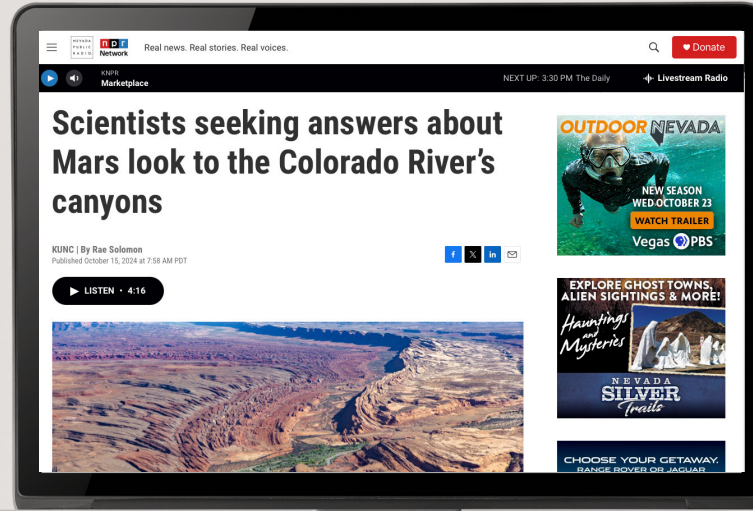 NEVADA
PUBLIC
RADIO
npr
Network
Real news. Real stories. Real voices.
Donate
KNPR
Marketplace
NEXT UP: 3:30 PM The Daily
Livestream Radio
Scientists seeking answers about
Mars look to the Colorado River's
canyons
KUNC | By Rae Solomon
Published October 15, 2024 at 7:58 AM PDT
f X in
LISTEN • 4:16
OUTDOOR NEVADA
NEW SEASON
WED·OCTOBER 23
WATCH TRAILER
Vegas PBS
EXPLORE GHOST TOWNS,
ALIEN SIGHTINGS & MORE!
Hauntings
and
Mysteries
NEVADA
SILVER
Trails
CHOOSE YOUR GETAWAY.
RANGE ROVER OR JAGUAR